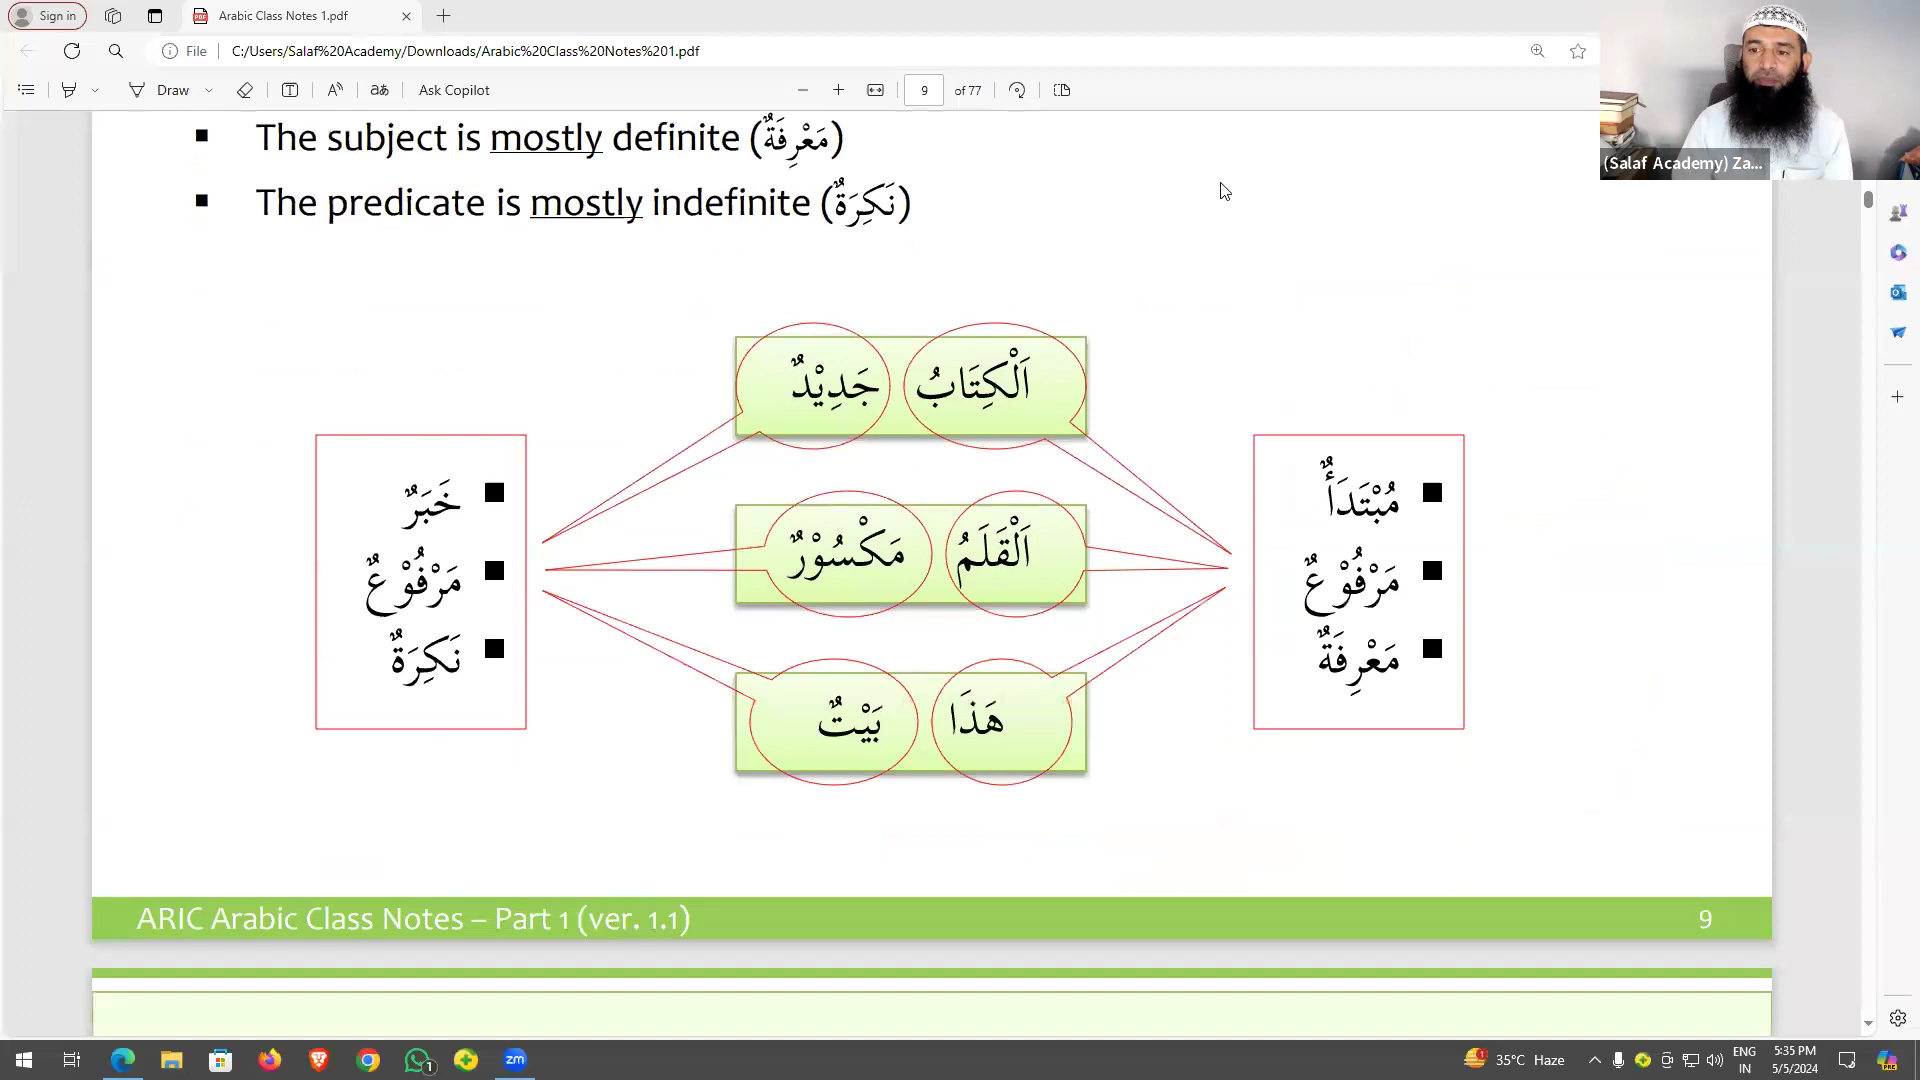 Sign in
Arabic Class Notes 1.pdf
File
C:/Users/Salaf%20Academy/Downloads/Arabic%20Class%20Notes%201.pdf
Draw
Ask Copilot
9 of 77
(Salaf Academy) Za...
▪ The subject is mostly definite (مَعْرِفَةٌ)
▪ The predicate is mostly indefinite (نَكِرَةٌ)
اَلْكِتَابُ جَدِيْدٌ
اَلْقَلَمُ مَكْسُوْرٌ
هَذَا بَيْتٌ
▪ مُبْتَدَأٌ
▪ مَرْفُوْعٌ
▪ مَعْرِفَةٌ
▪ خَبَرٌ
▪ مَرْفُوْعٌ
▪ نَكِرَةٌ
ARIC Arabic Class Notes – Part 1 (ver. 1.1)
9
zm
1
1
35°C Haze
ENG
IN
5:35 PM
5/5/2024